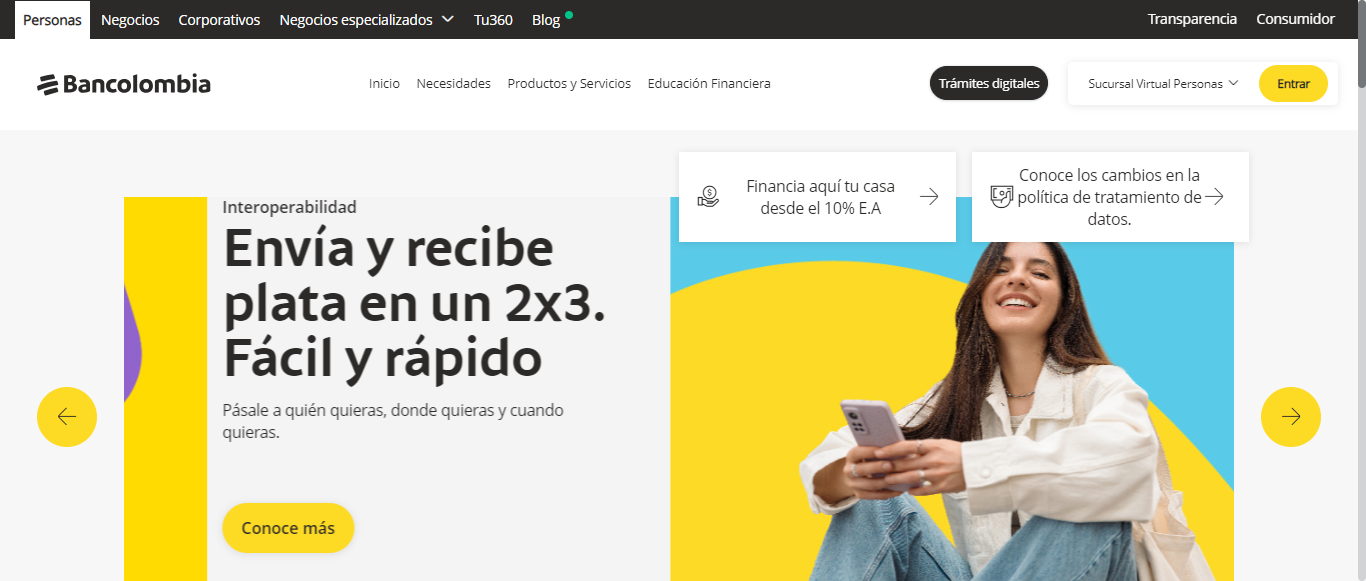 Personas Negocios Corporativos Negocios especializados Tu360 Blog Transparencia Consumidor
Bancolombia Inicio Necesidades Productos y Servicios Educación Financiera Trámites digitales Sucursal Virtual Personas Entrar
Financia aquí tu casa
desde el 10% E.A
Conoce los cambios en la
política de tratamiento de
datos.
Interoperabilidad
Envía y recibe
plata en un 2x3.
Fácil y rápido
Pásale a quién quieras, donde quieras y cuando
quieras.
Conoce más